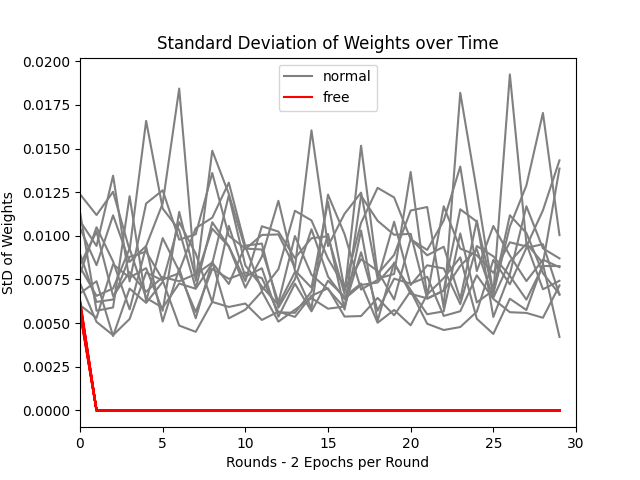 Standard Deviation of Weights over Time
normal
free
StD of Weights
0.0200
0.0175
0.0150
0.0125
0.0100
0.0075
0.0050
0.0025
0.0000
0 5 10 15 20 25 30
Rounds - 2 Epochs per Round